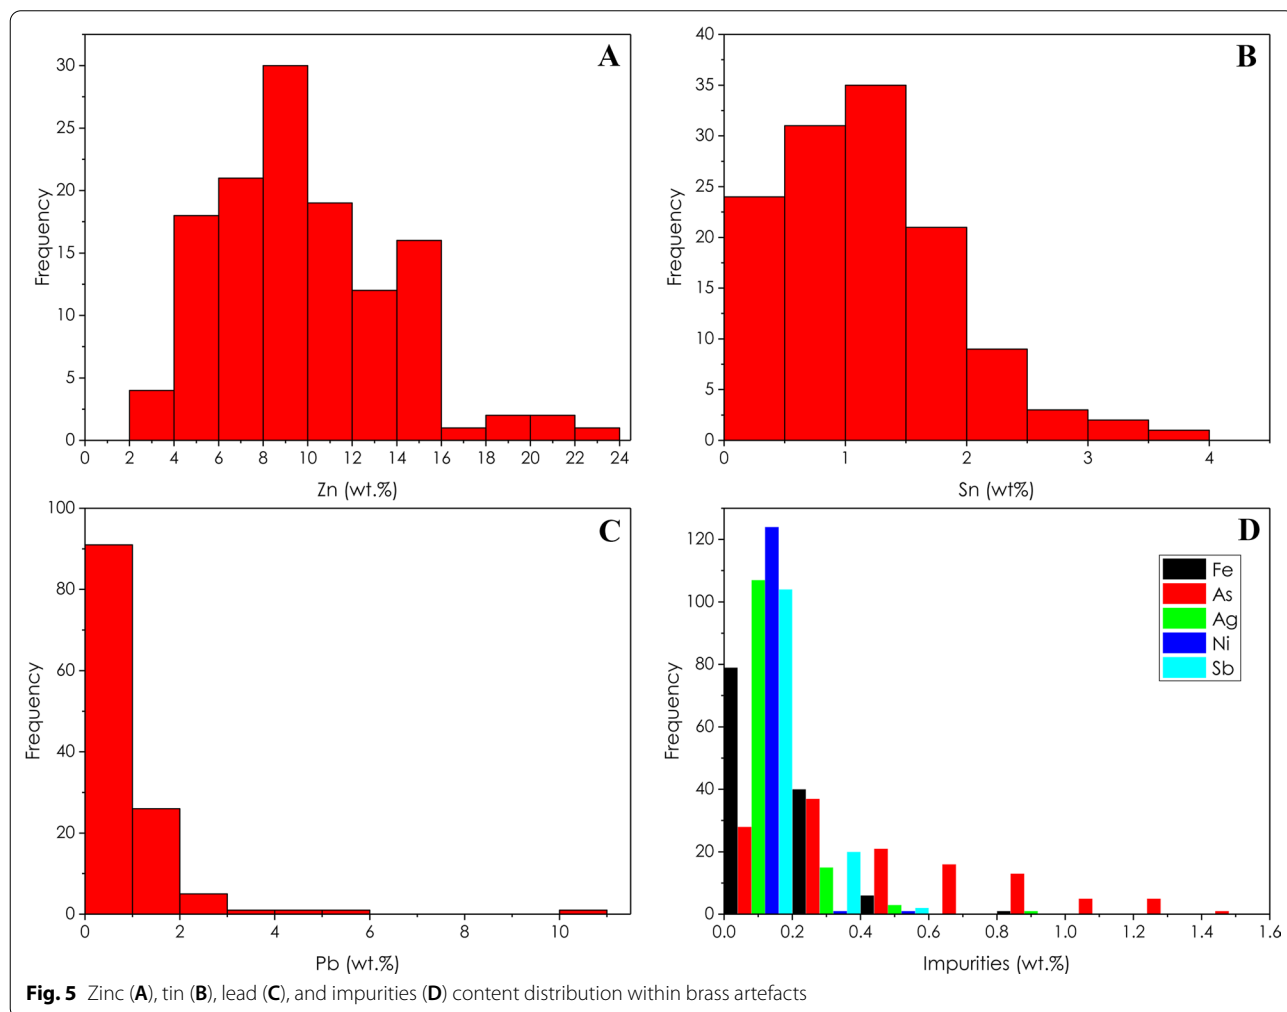 A
30
25
20
15
10
5
0
Frequency
0 2 4 6 8 10 12 14 16 18 20 22 24
Zn (wt.%)
B
40
35
30
25
20
15
10
5
0
Frequency
0 1 2 3 4
Sn (wt%)
C
100
80
60
40
20
0
Frequency
0 2 4 6 8 10
Pb (wt.%)
D
120
100
80
60
40
20
0
Frequency
Fe
As
Ag
Ni
Sb
0.0 0.2 0.4 0.6 0.8 1.0 1.2 1.4 1.6
Impurities (wt.%)
Fig. 5 Zinc (A), tin (B), lead (C), and impurities (D) content distribution within brass artefacts